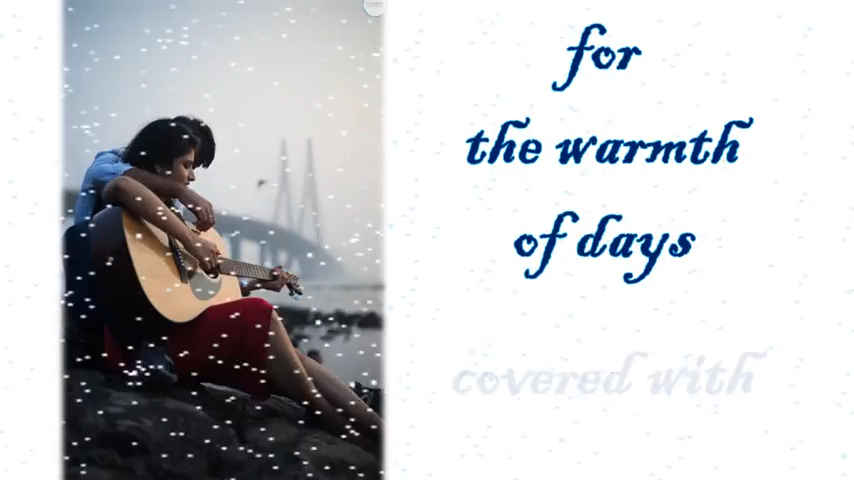 for
the warmth
of days
covered with